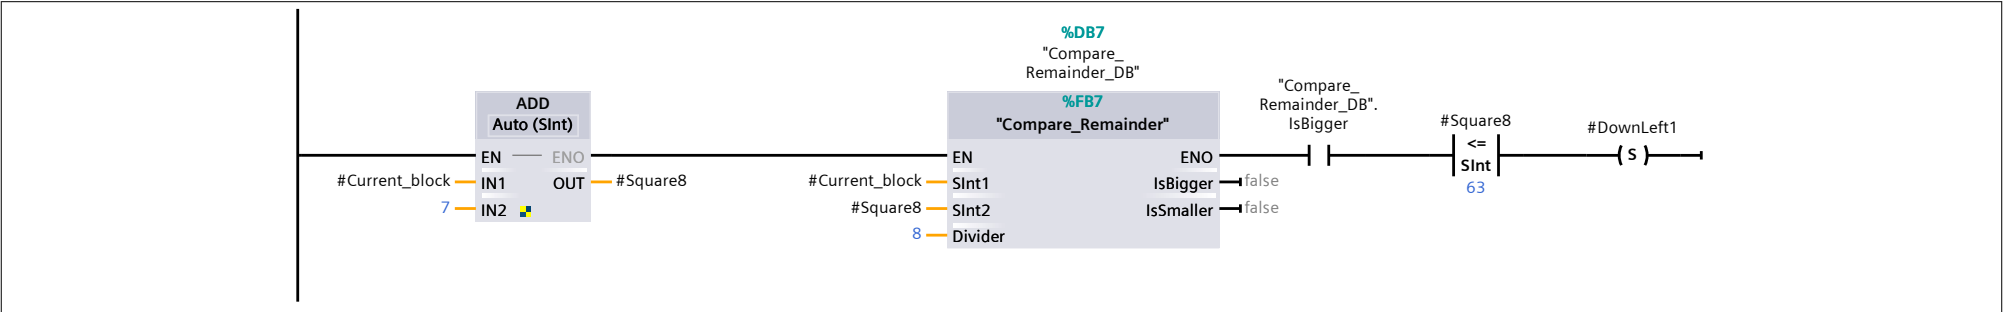 %DB7
"Compare_
Remainder_DB"
ADD
Auto (SInt)
%FB7
"Compare_Remainder"
"Compare_
Remainder_DB".
IsBigger
#Square8
#DownLeft1
<=
SInt
63
S
EN
ENO
EN
ENO
#Current_block
IN1
OUT
#Square8
#Current_block
SInt1
IsBigger
false
7
IN2
#Square8
SInt2
IsSmaller
false
8
Divider